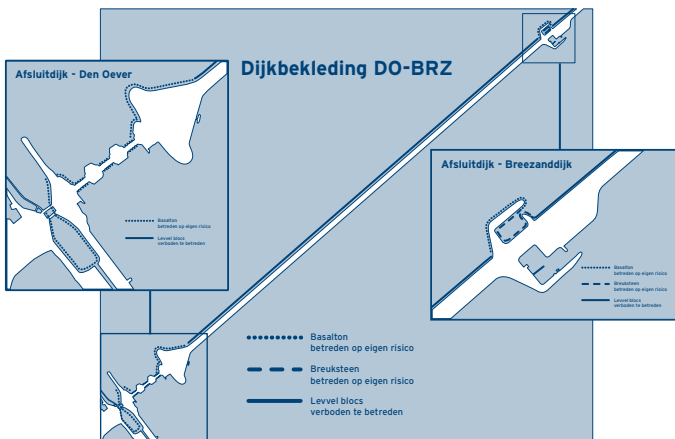 Dijkbekleding DO-BRZ
Afsluitdijk - Den Oever
Basalton
betreden op eigen risico
Levvel blocs
verboden te betreden
Afsluitdijk - Breezanddijk
Basalton
betreden op eigen risico
Breuksteen
betreden op eigen risico
Levvel blocs
verboden te betreden
Basalton
betreden op eigen risico
Breuksteen
betreden op eigen risico
Levvel blocs
verboden te betreden